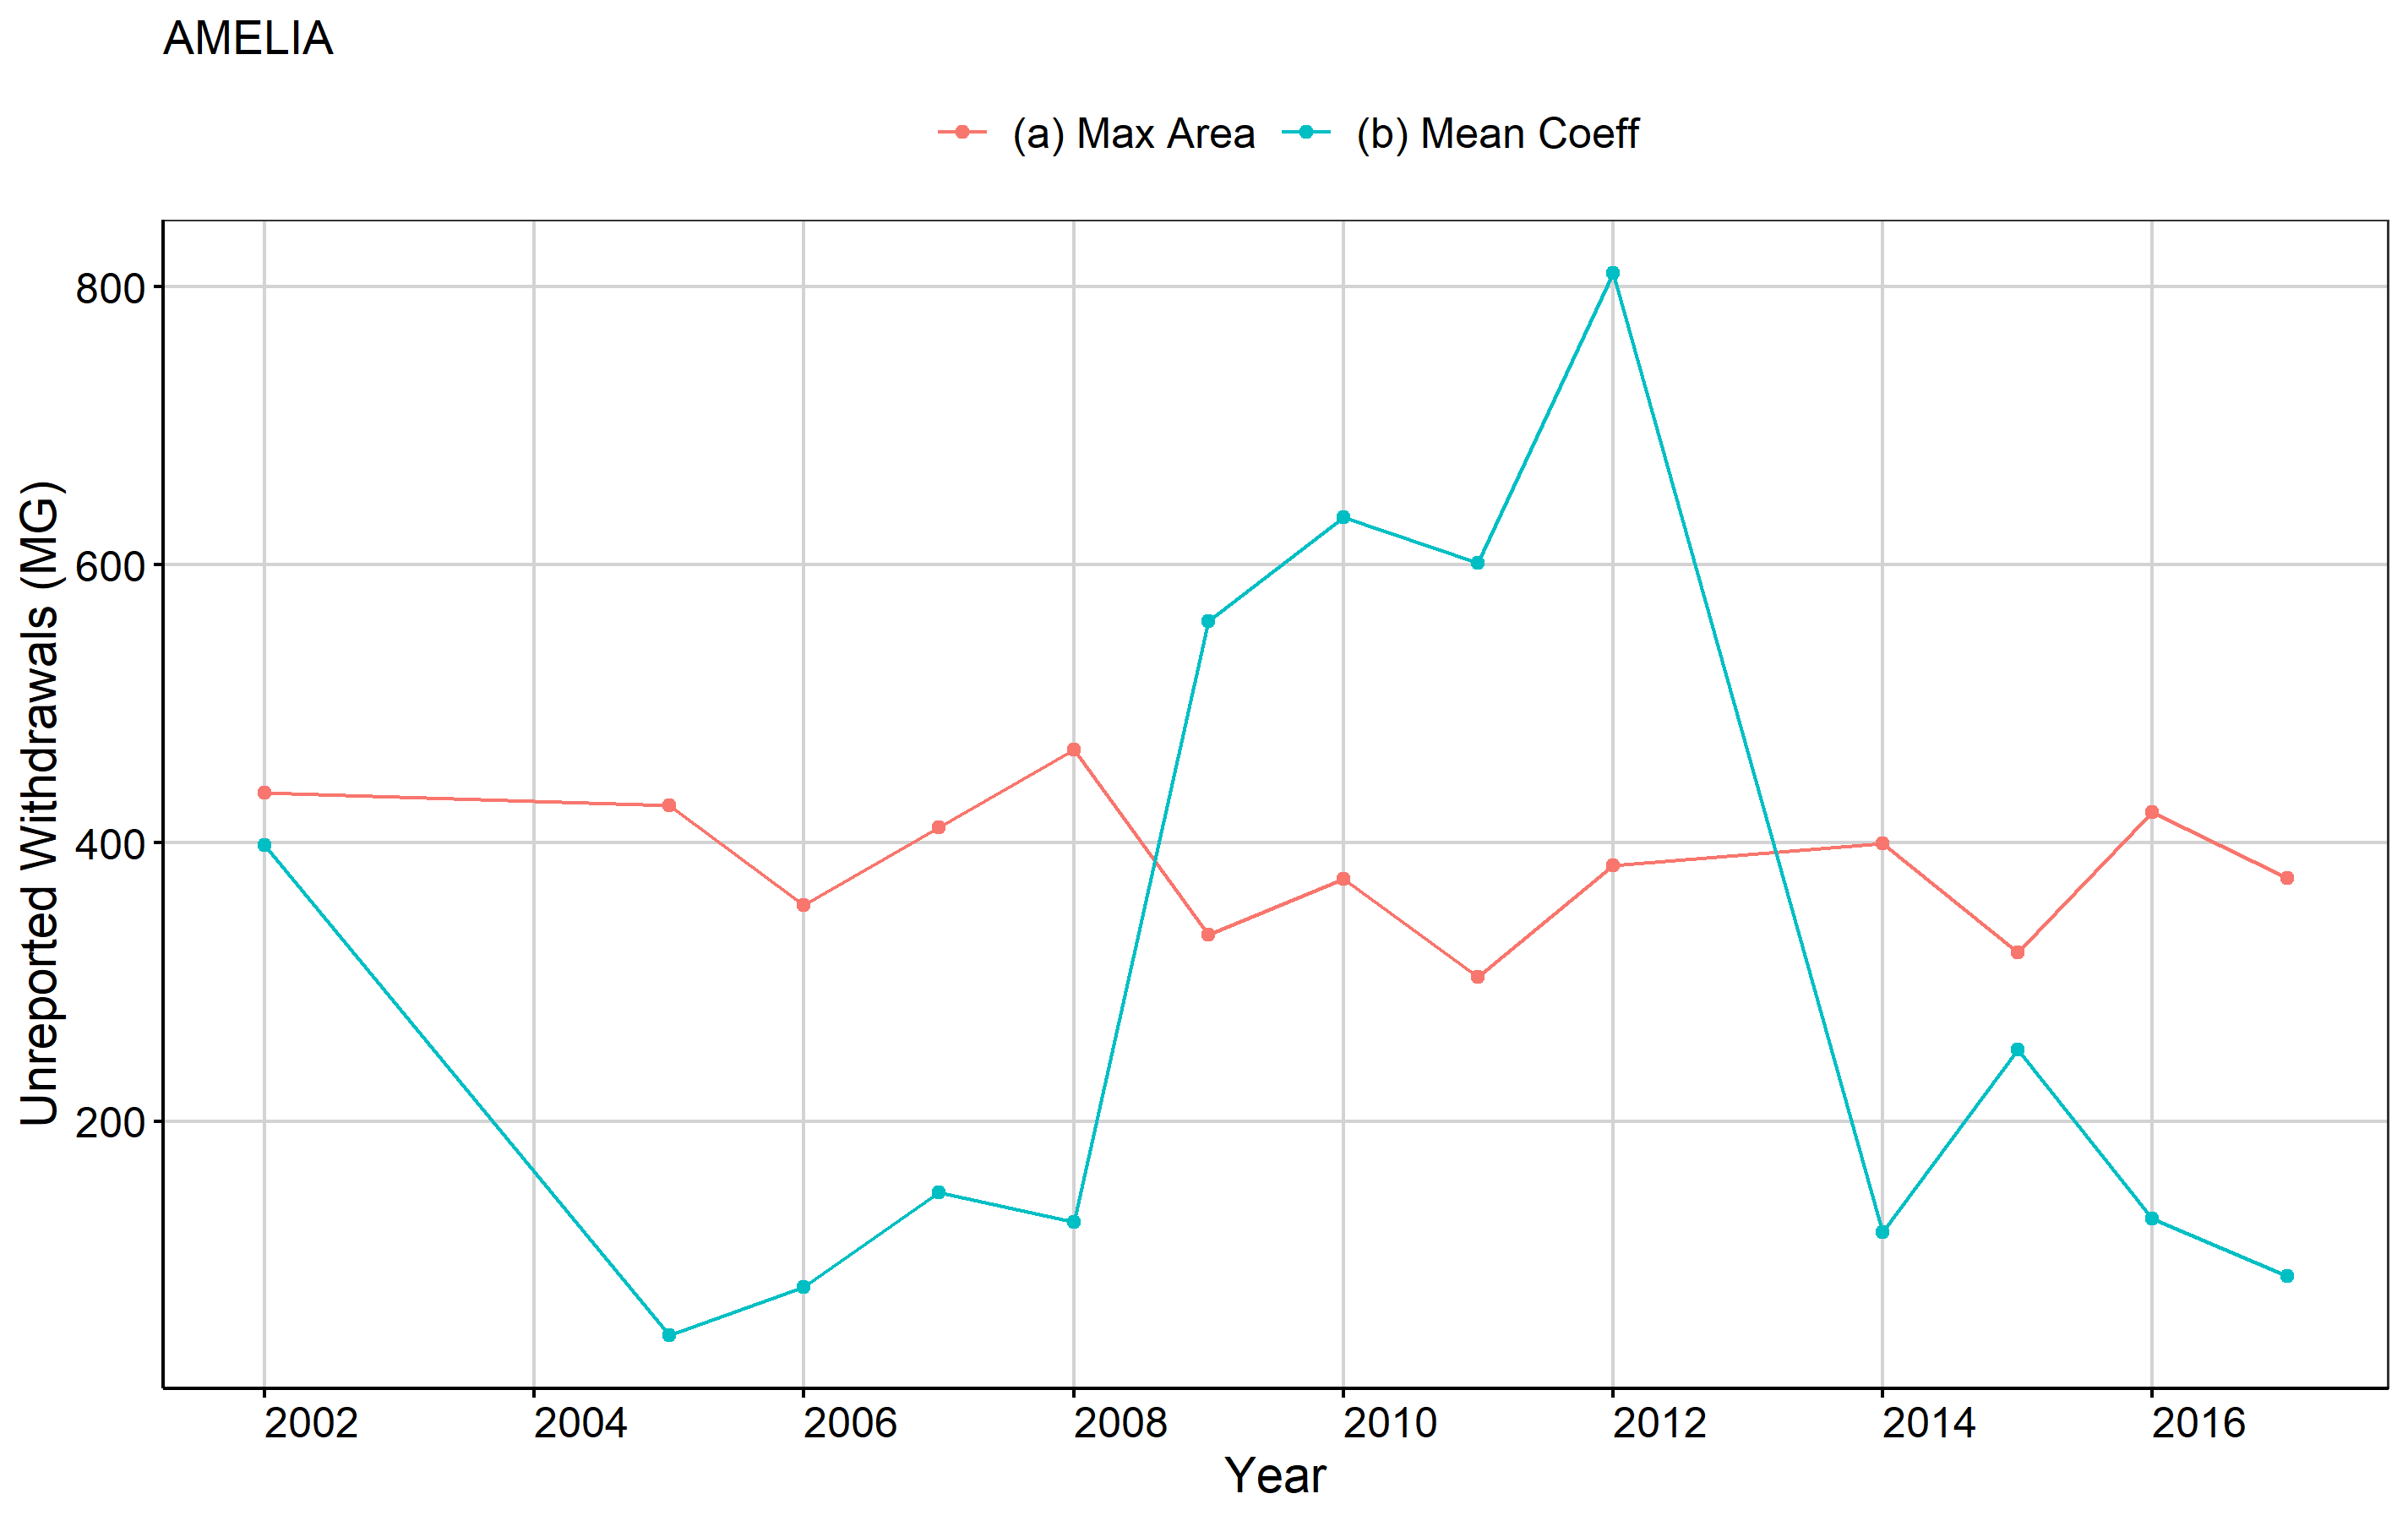 AMELIA
(a) Max Area (b) Mean Coeff
Unreported Withdrawals (MG)
800
600
400
200
2002 2004 2006 2008 2010 2012 2014 2016
Year